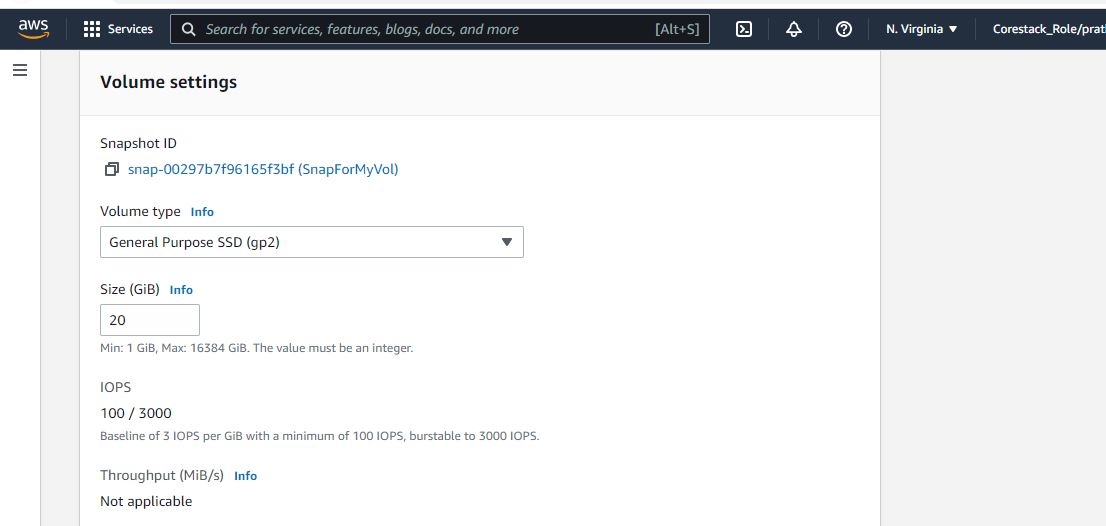 aws Services Search for services, features, blogs, docs, and more [Alt+S] N. Virginia Corestack_Role/prat
Volume settings
Snapshot ID
snap-00297b7f96165f3bf (SnapForMyVol)
Volume type Info
General Purpose SSD (gp2)
Size (GiB) Info
20
Min: 1 GiB, Max: 16384 GiB. The value must be an integer.
IOPS
100 / 3000
Baseline of 3 IOPS per GiB with a minimum of 100 IOPS, burstable to 3000 IOPS.
Throughput (MiB/s) Info
Not applicable